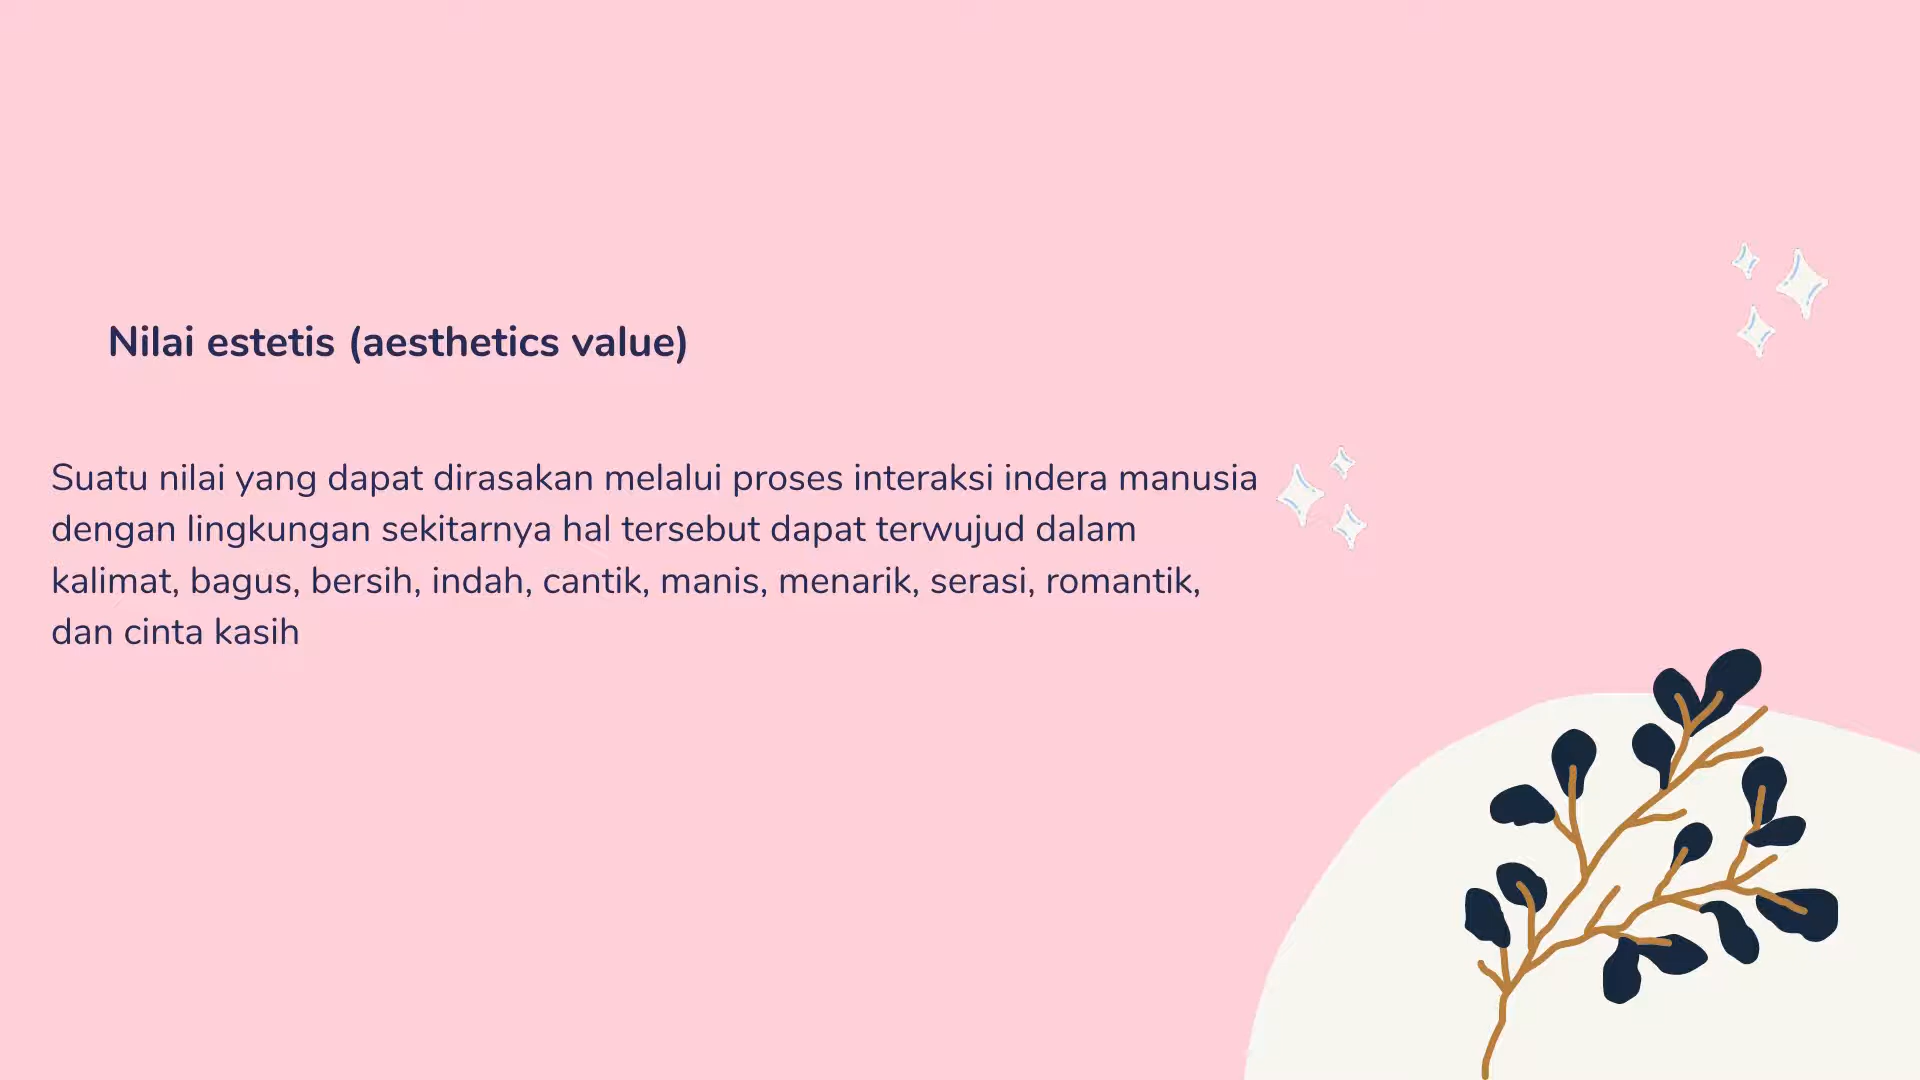 Nilai estetis (aesthetics value)
Suatu nilai yang dapat dirasakan melalui proses interaksi indera manusia
dengan lingkungan sekitarnya hal tersebut dapat terwujud dalam
kalimat, bagus, bersih, indah, cantik, manis, menarik, serasi, romantik,
dan cinta kasih